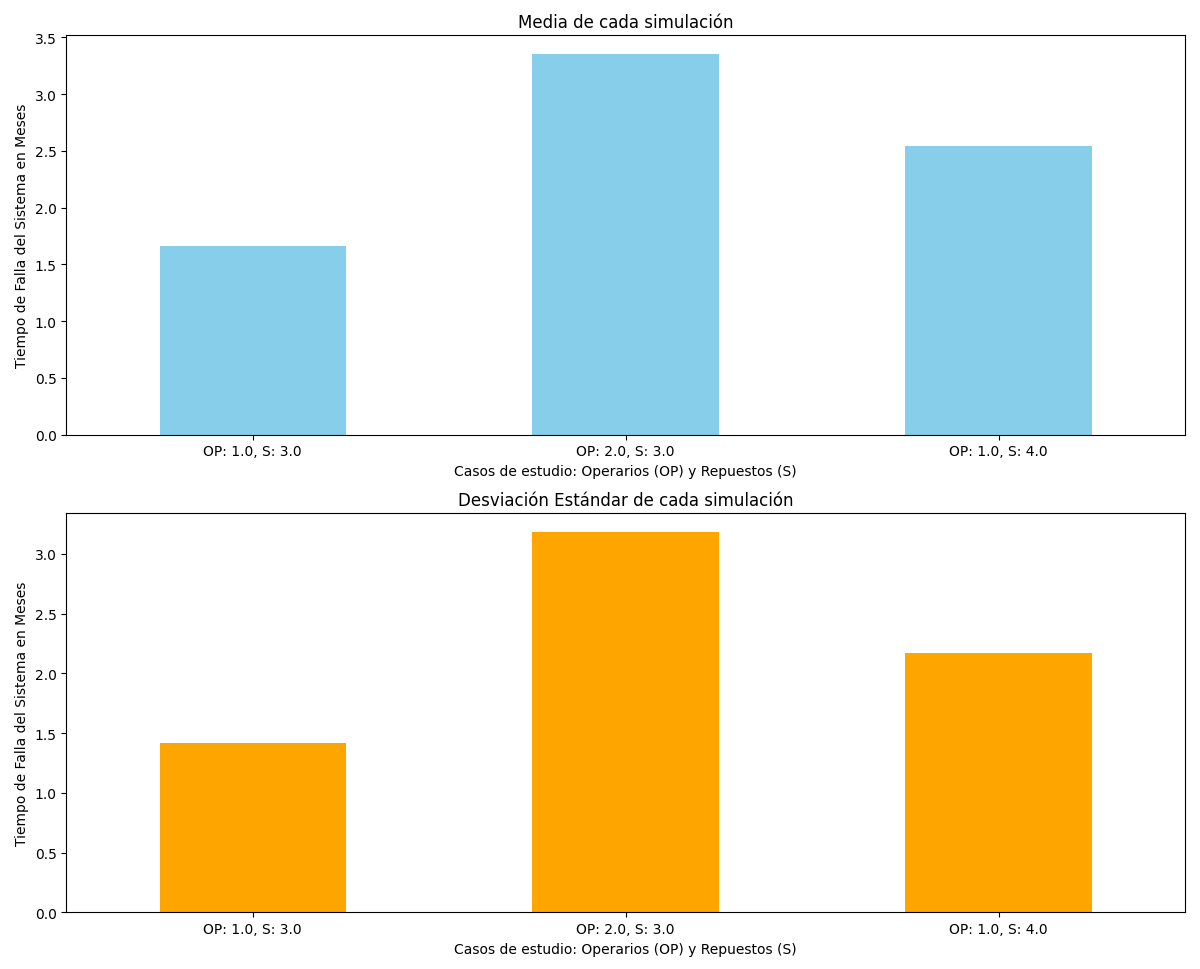 Media de cada simulación
Tiempo de Falla del Sistema en Meses
3.5
3.0
2.5
2.0
1.5
1.0
0.5
0.0
OP: 1.0, S: 3.0
OP: 2.0, S: 3.0
OP: 1.0, S: 4.0
Casos de estudio: Operarios (OP) y Repuestos (S)
Desviación Estándar de cada simulación
Tiempo de Falla del Sistema en Meses
3.0
2.5
2.0
1.5
1.0
0.5
0.0
OP: 1.0, S: 3.0
OP: 2.0, S: 3.0
OP: 1.0, S: 4.0
Casos de estudio: Operarios (OP) y Repuestos (S)